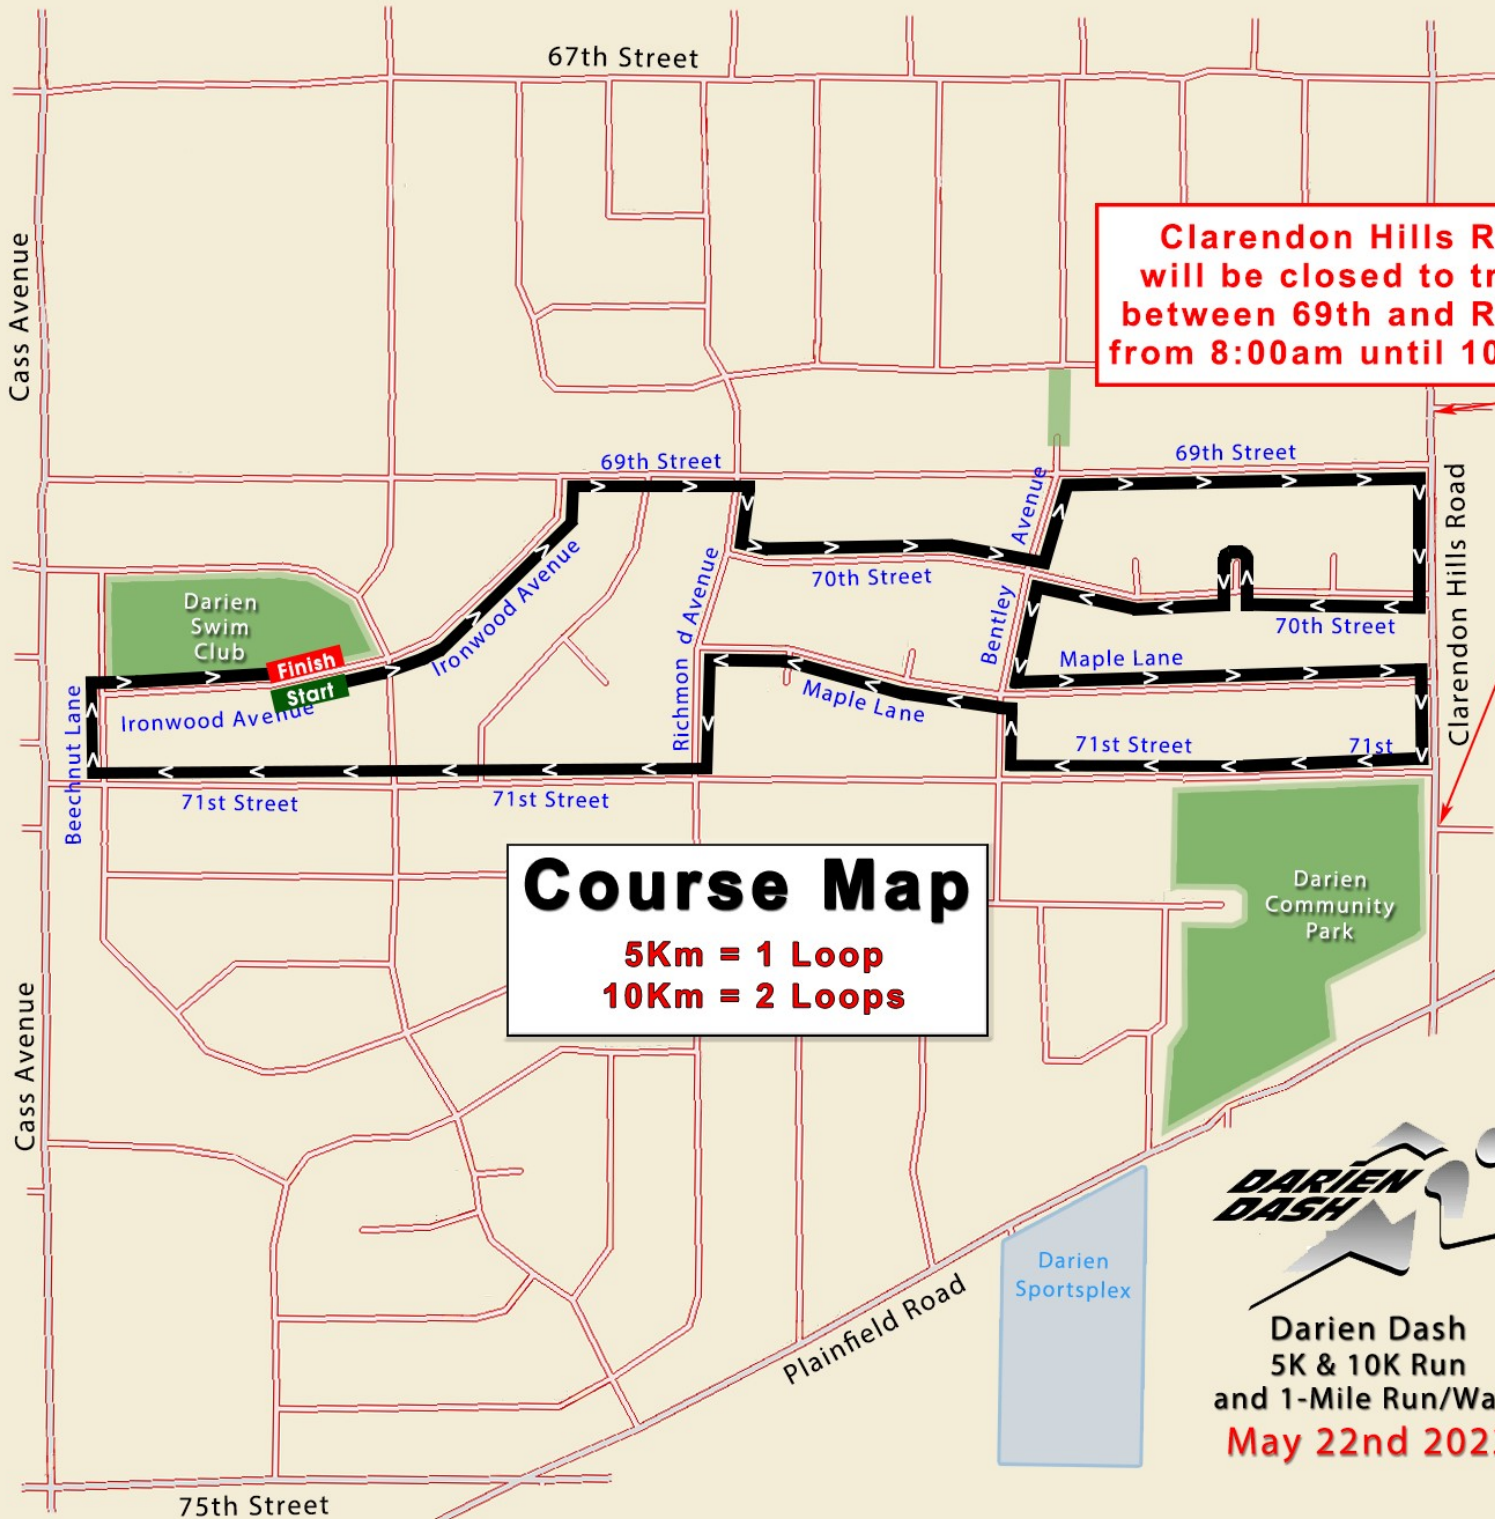 67th Street
Cass Avenue
Clarendon Hills R
will be closed to tr
between 69th and R
from 8:00am until 10
69th Street
69th Street
Avenue
Clarendon Hills Road
Ironwood Avenue
70th Street
Richmon d Avenue
Bentley
Darien
Swim
Club
70th Street
Finish
Start
Maple Lane
Maple Lane
Ironwood Avenue
Beechnut Lane
71st Street
71st
71st Street
71st Street
Course Map
5Km = 1 Loop
10Km = 2 Loops
Darien
Community
Park
Cass Avenue
DARIEN
DASH
Darien
Sportsplex
Plainfield Road
Darien Dash
5K & 10K Run
and 1-Mile Run/Wa
May 22nd 202
75th Street